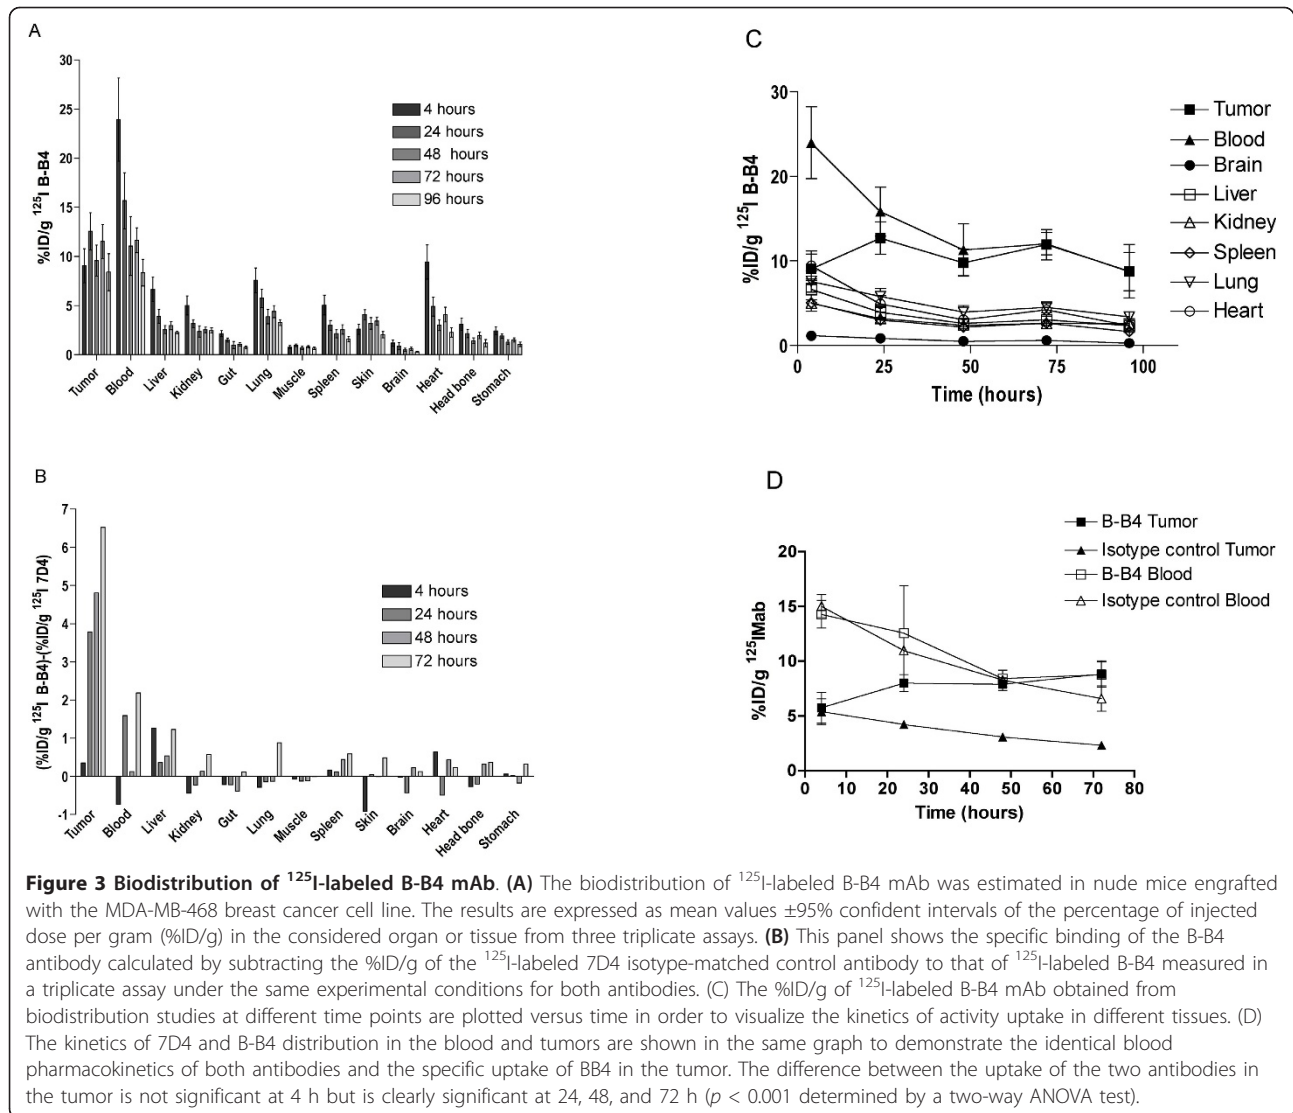 A
30
25
20
15
10
5
0
%ID/g 125I B-B4
4 hours
24 hours
48 hours
72 hours
96 hours
Tumor
Blood
Liver
Kidney
Gut
Lung
Muscle
Spleen
Skin
Brain
Heart
Head bone
Stomach
C
30
20
10
0
%ID/g 125I B-B4
0 25 50 75 100
Time (hours)
Tumor
Blood
Brain
Liver
Kidney
Spleen
Lung
Heart
B
7
6
5
4
3
2
1
0
-1
(%ID/g 125I B-B4)-(%ID/g 125I 7D4)
4 hours
24 hours
48 hours
72 hours
Tumor
Blood
Liver
Kidney
Gut
Lung
Muscle
Spleen
Skin
Brain
Heart
Head bone
Stomach
D
20
15
10
5
0
%ID/g 125IMab
0 10 20 30 40 50 60 70 80
Time (hours)
B-B4 Tumor
Isotype control Tumor
B-B4 Blood
Isotype control Blood
Figure 3 Biodistribution of 125I-labeled B-B4 mAb. (A) The biodistribution of 125I-labeled B-B4 mAb was estimated in nude mice engrafted
with the MDA-MB-468 breast cancer cell line. The results are expressed as mean values ±95% confident intervals of the percentage of injected
dose per gram (%ID/g) in the considered organ or tissue from three triplicate assays. (B) This panel shows the specific binding of the B-B4
antibody calculated by subtracting the %ID/g of the 125I-labeled 7D4 isotype-matched control antibody to that of 125I-labeled B-B4 measured in
a triplicate assay under the same experimental conditions for both antibodies. (C) The %ID/g of 125I-labeled B-B4 mAb obtained from
biodistribution studies at different time points are plotted versus time in order to visualize the kinetics of activity uptake in different tissues. (D)
The kinetics of 7D4 and B-B4 distribution in the blood and tumors are shown in the same graph to demonstrate the identical blood
pharmacokinetics of both antibodies and the specific uptake of BB4 in the tumor. The difference between the uptake of the two antibodies in
the tumor is not significant at 4 h but is clearly significant at 24, 48, and 72 h (p < 0.001 determined by a two-way ANOVA test).